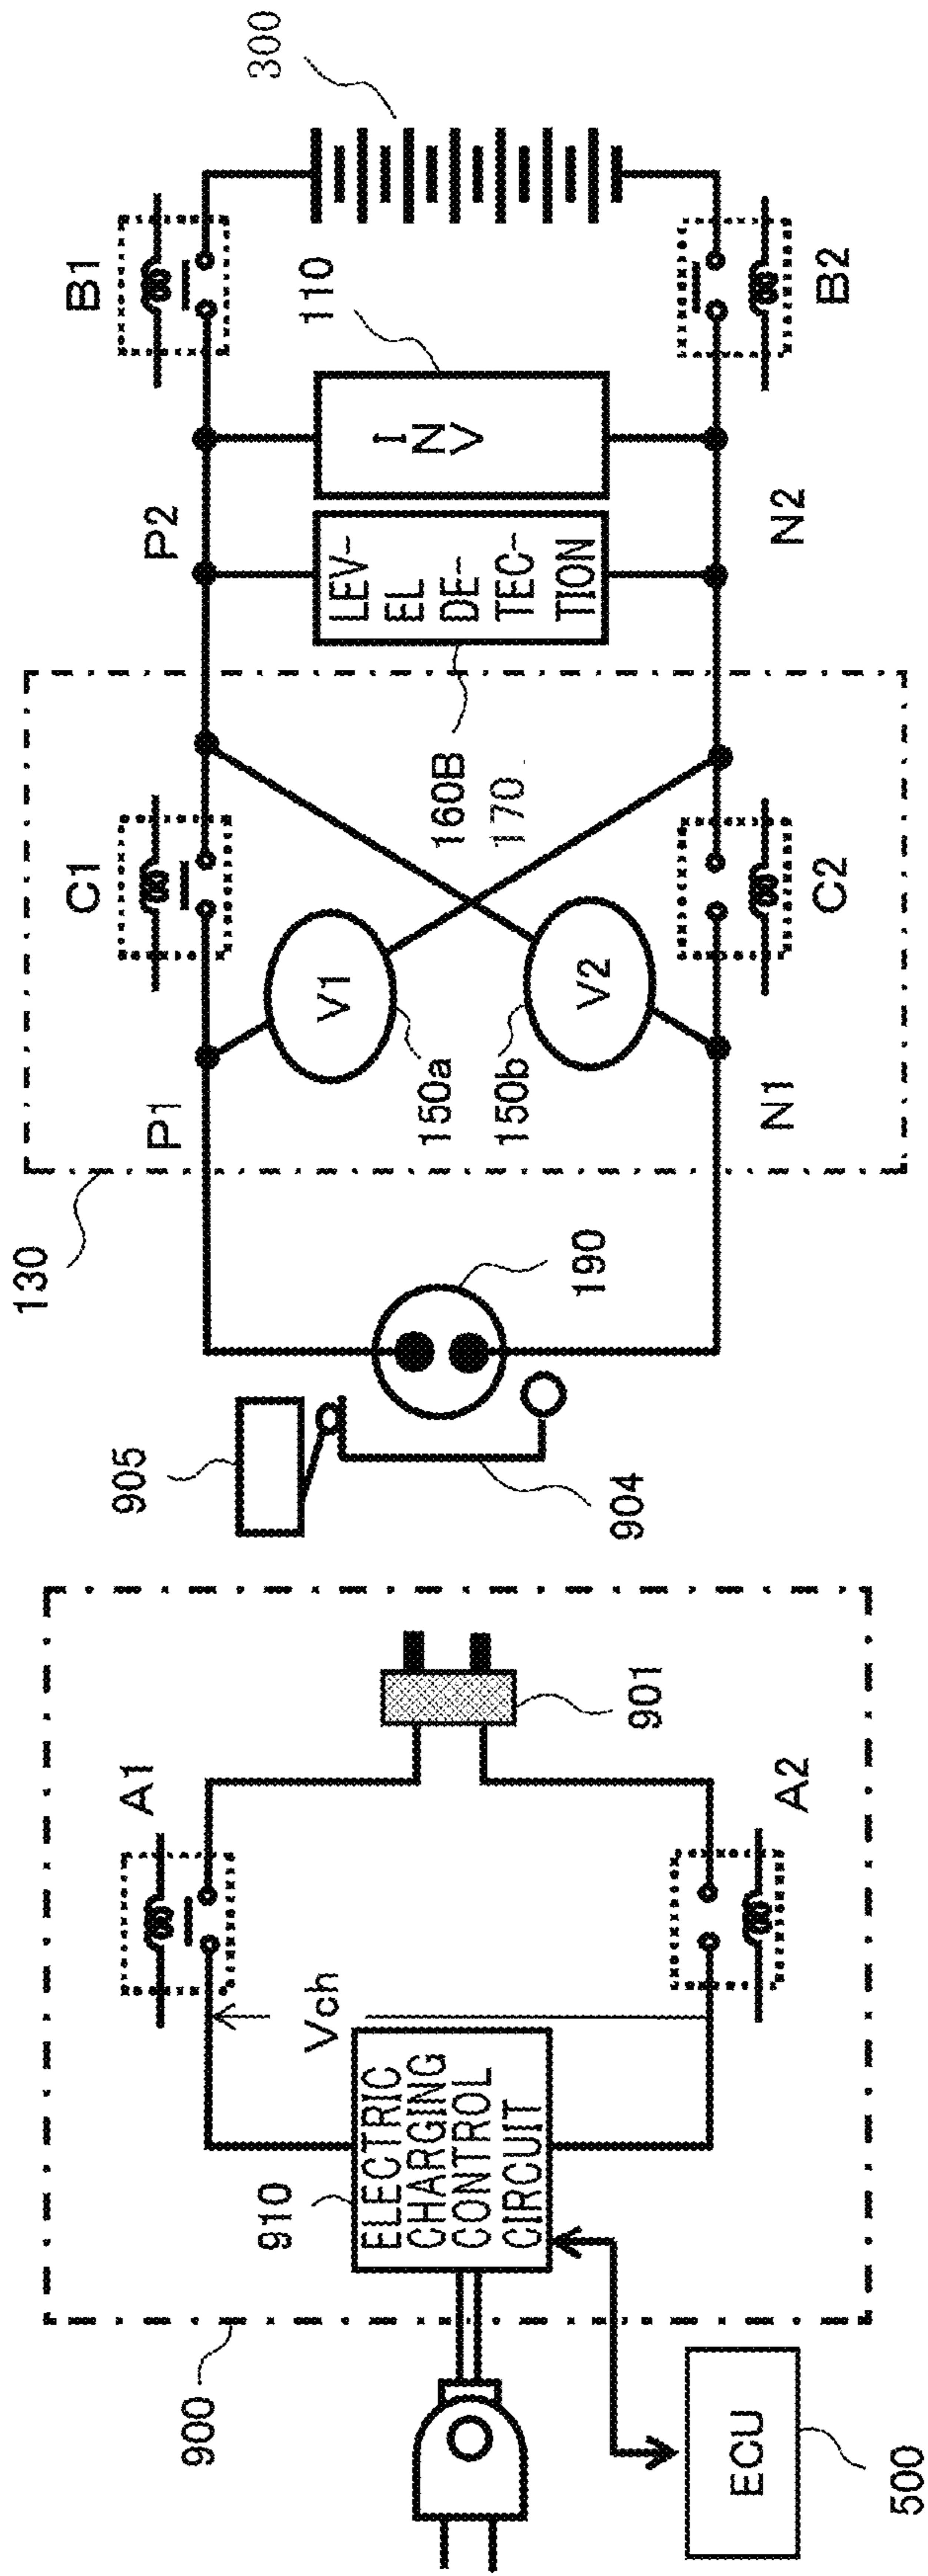 900
910
ELECTRIC
CHARGING
CONTROL
CIRCUIT
Vch
A1
A2
901
ECU
500
905
904
190
130
P1
N1
C1
C2
V1
V2
150a
150b
160B
170
LEV-
EL
DE-
TEC-
TION
P2
N2
INV
110
B1
B2
300